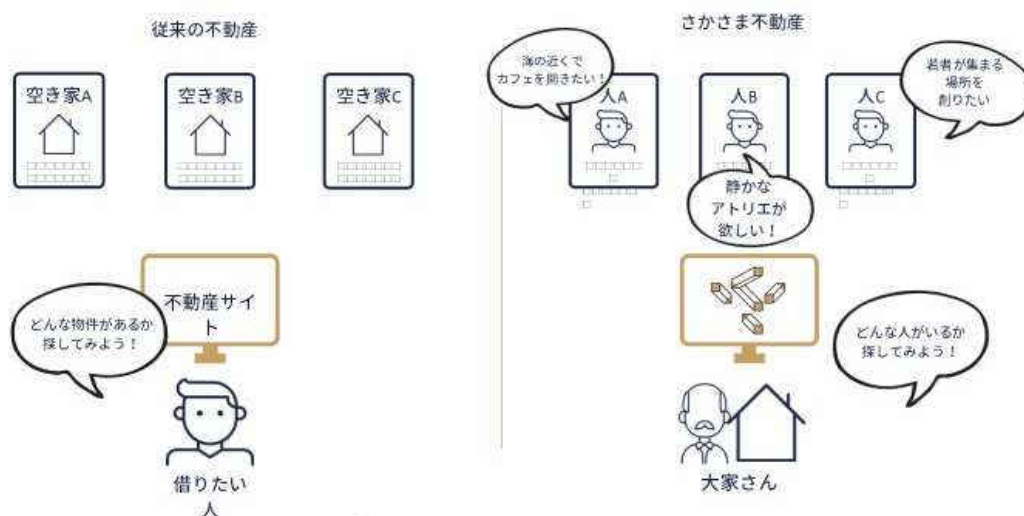 従来の不動産
空き家A
空き家B
空き家C
不動産サイ
ト
どんな物件があるか
探してみよう！
借りたい
人
さかさま不動産
海の近くで
カフェを開きたい！
人A
人B
人C
若者が集まる
場所を
創りたい
静かな
アトリエが
欲しい！
どんな人がいるか
探してみよう！
大家さん